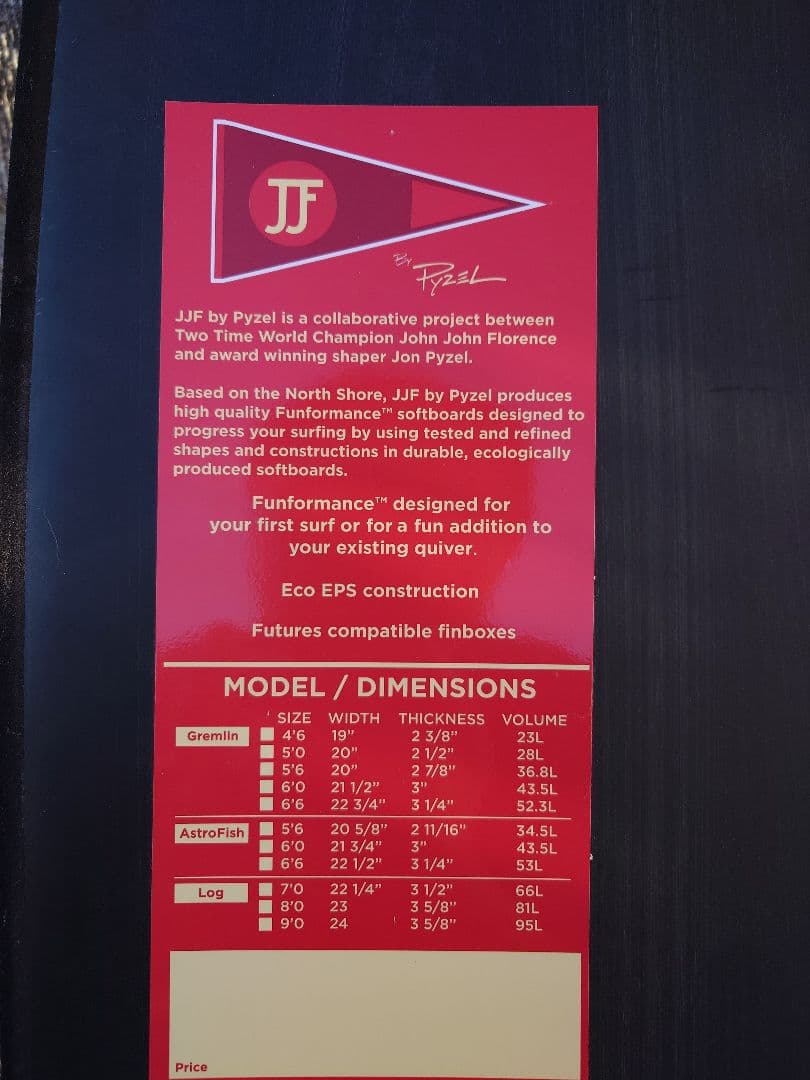 JJF
By PYZEL
JJF by Pyzel is a collaborative project between
Two Time World Champion John John Florence
and award winning shaper Jon Pyzel.
Based on the North Shore, JJF by Pyzel produces
high quality Funformance™ softboards designed to
progress your surfing by using tested and refined
shapes and constructions in durable, ecologically
produced softboards.
Funformance™ designed for
your first surf or for a fun addition to
your existing quiver.
Eco EPS construction
Futures compatible finboxes
MODEL / DIMENSIONS
SIZE WIDTH THICKNESS VOLUME
Gremlin 4'6 19" 2 3/8" 23L
5'0 20" 2 1/2" 28L
5'6 20" 2 7/8" 36.8L
6'0 21 1/2" 3" 43.5L
6'6 22 3/4" 3 1/4" 52.3L
AstroFish 5'6 20 5/8" 2 11/16" 34.5L
6'0 21 3/4" 3" 43.5L
6'6 22 1/2" 3 1/4" 53L
Log 7'0 22 1/4" 3 1/2" 66L
8'0 23 3 5/8" 81L
9'0 24 3 5/8" 95L
Price